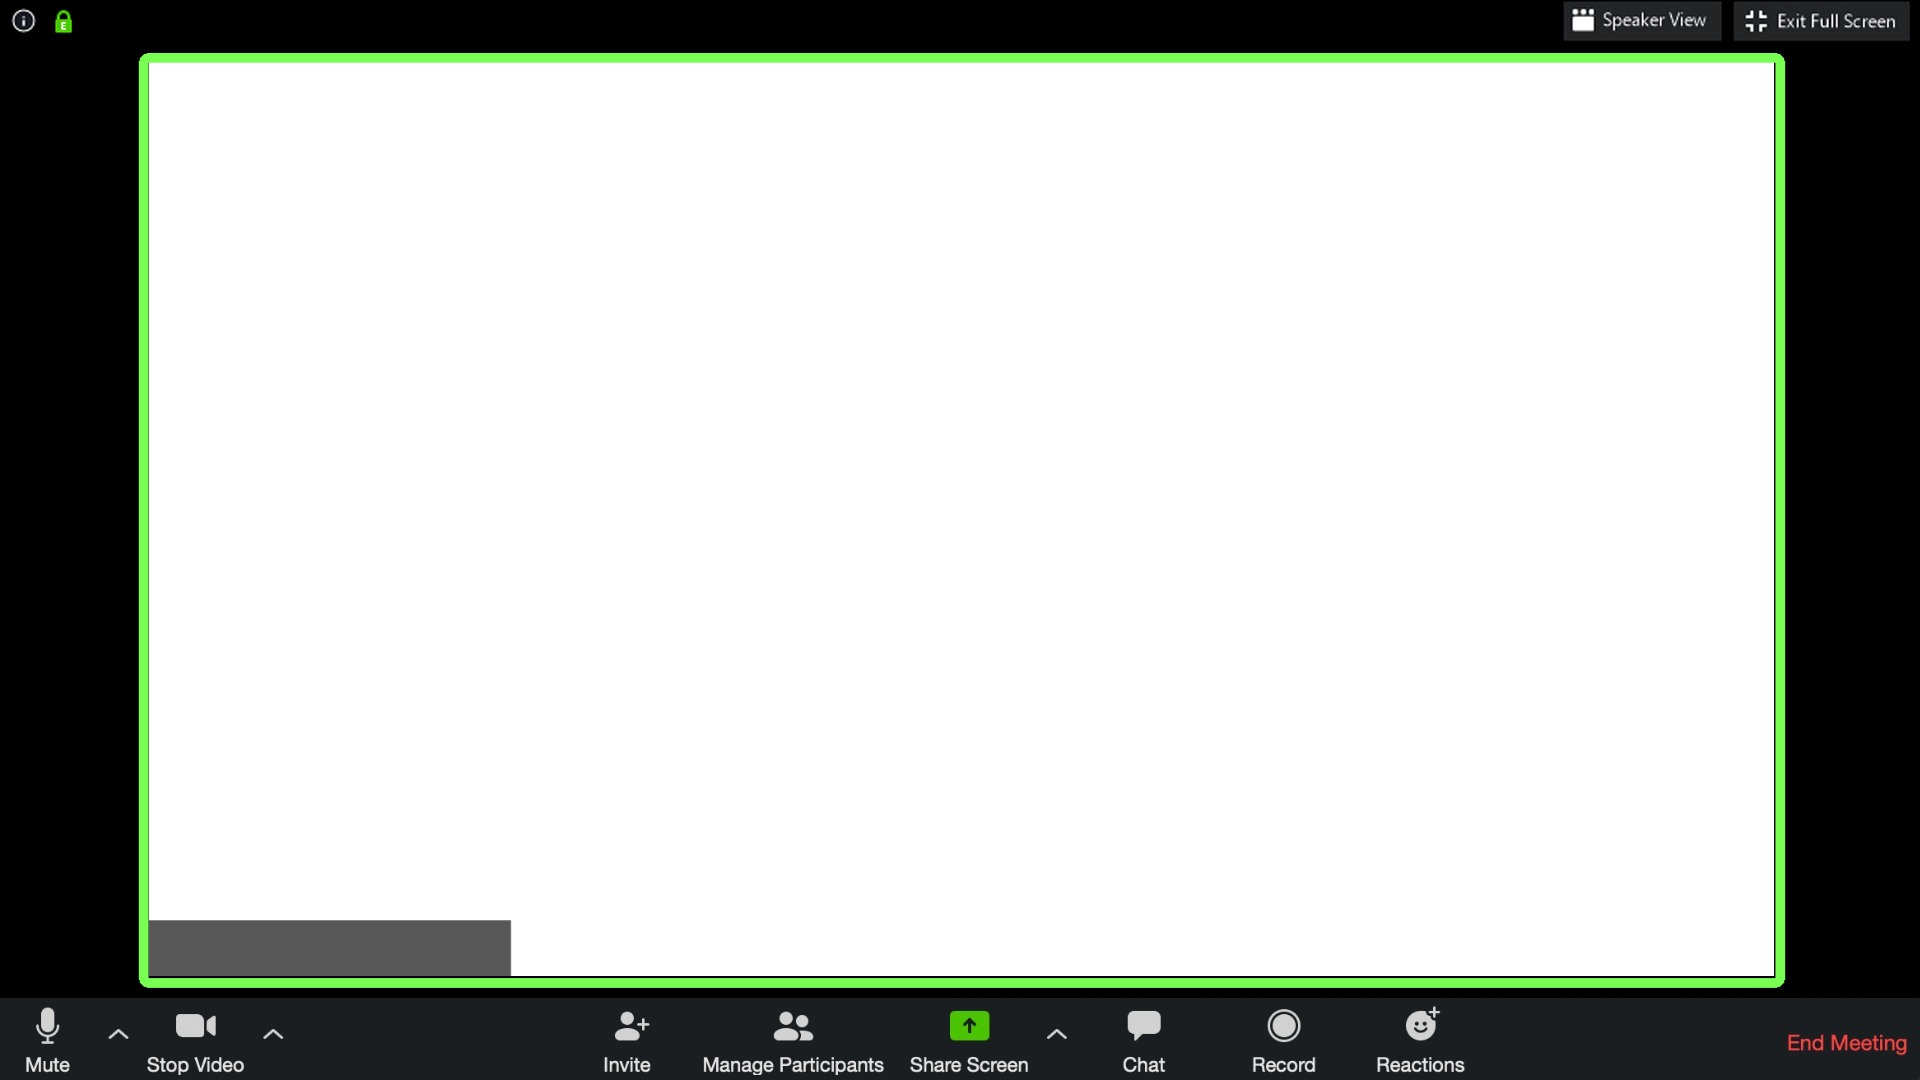 E
Speaker View
Exit Full Screen
Mute
Stop Video
Invite
Manage Participants
Share Screen
Chat
Record
Reactions
End Meeting